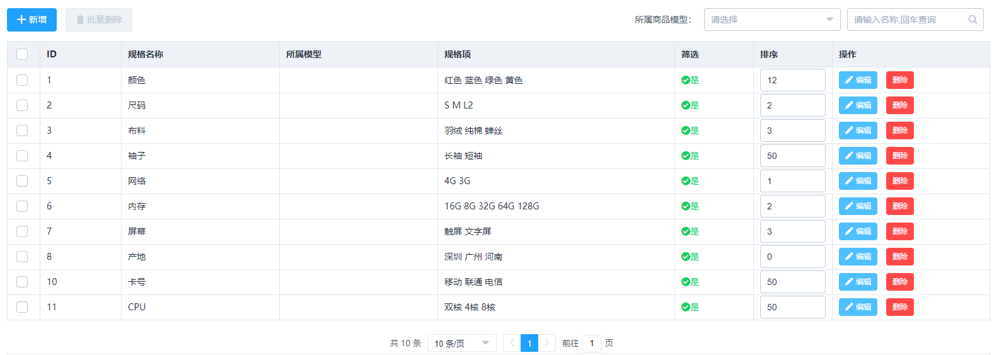 新增 批量删除 所属商品模型： 请选择 请输入名称,回车查询
ID 规格名称 所属模型 规格项 筛选 排序 操作
1 颜色 红色 蓝色 绿色 黄色 是 12 编辑 删除
2 尺码 S M L2 是 2 编辑 删除
3 布料 羽绒 纯棉 蝉丝 是 3 编辑 删除
4 袖子 长袖 短袖 是 50 编辑 删除
5 网络 4G 3G 是 1 编辑 删除
6 内存 16G 8G 32G 64G 128G 是 2 编辑 删除
7 屏幕 触屏 文字屏 是 3 编辑 删除
8 产地 深圳 广州 河南 是 0 编辑 删除
10 卡号 移动 联通 电信 是 50 编辑 删除
11 CPU 双核 4核 8核 是 50 编辑 删除
共 10 条 10 条/页 1 前往 1 页